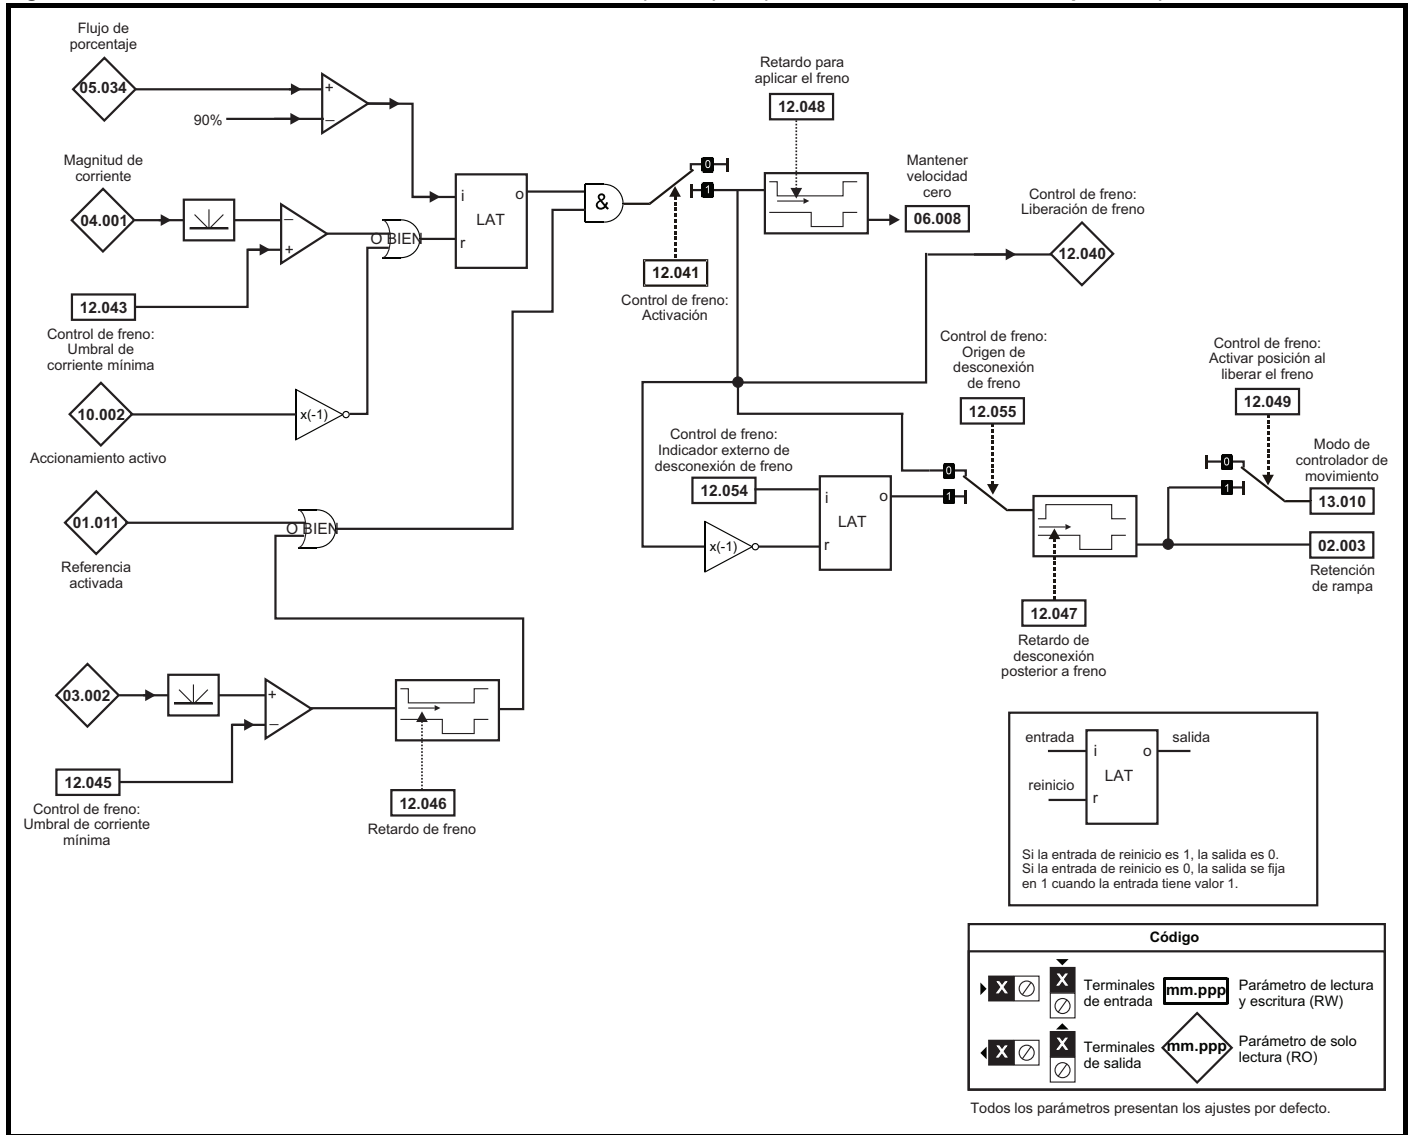 Flujo de
porcentaje
05.034
+
90%
–
Magnitud de
corriente
04.001
–
+
O BIEN
i
o
LAT
r
12.043
Control de freno:
Umbral de
corriente mínima
10.002
x(-1)
Accionamiento activo
01.011
O BIEN
Referencia
activada
03.002
+
–
12.045
Control de freno:
Umbral de corriente
mínima
12.046
Retardo de freno
&
0
1
12.041
Control de freno:
Activación
Retardo para
aplicar el freno
12.048
Mantener
velocidad
cero
06.008
Control de freno:
Liberación de freno
12.040
Control de freno:
Origen de
desconexión
de freno
12.055
Control de freno:
Activar posición al
liberar el freno
12.049
Control de freno:
Indicador externo de
desconexión de freno
12.054
i
o
LAT
r
x(-1)
0
1
0
1
Modo de
controlador de
movimiento
13.010
02.003
Retención
de rampa
12.047
Retardo de
desconexión
posterior a freno
entrada
salida
i
o
LAT
reinicio
r
Si la entrada de reinicio es 1, la salida es 0.
Si la entrada de reinicio es 0, la salida se fija
en 1 cuando la entrada tiene valor 1.
Código
X
X
Terminales
de entrada
mm.ppp
Parámetro de lectura
y escritura (RW)
X
X
Terminales
de salida
mm.ppp
Parámetro de solo
lectura (RO)
Todos los parámetros presentan los ajustes por defecto.